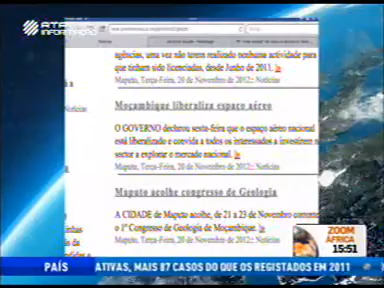 RTP
INFORMAÇÃO
agências, uma vez não terem realizado nenhuma actividade para
que tinham sido licenciadas, desde Junho de 2011.
Maputo, Terça-Feira, 20 de Novembro de 2012:: Notícias
Moçambique liberaliza espaço aéreo
O GOVERNO declarou sexta-feira que o espaço aéreo nacional
está liberalizado e convida a todos os interessados a investirem n
sector a explorar o mercado nacional.
Maputo, Terça-Feira, 20 de Novembro de 2012:: Notícias
Maputo acolhe congresso de Geologia
A CIDADE de Maputo acolhe, de 21 a 23 de Novembro corrente
o 1º Congresso de Geologia de Moçambique.
Maputo, Terça-Feira, 20 de Novembro de 2012:: Notícias
ZOOM
ÁFRICA
15:51
PAÍS ATIVAS, MAIS 87 CASOS DO QUE OS REGISTADOS EM 2011